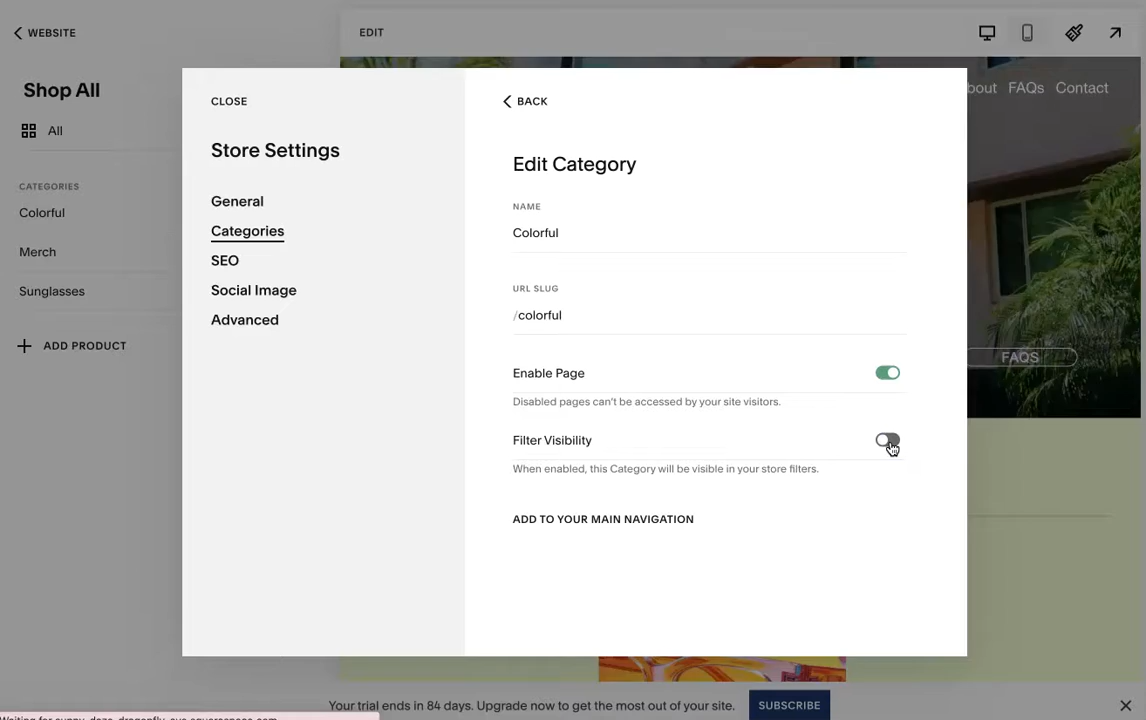 WEBSITE
EDIT
Shop All
All
CATEGORIES
Colorful
Merch
Sunglasses
ADD PRODUCT
bout FAQs Contact
CLOSE
Store Settings
General
Categories
SEO
Social Image
Advanced
BACK
Edit Category
NAME
Colorful
URL SLUG
/colorful
Enable Page
Disabled pages can't be accessed by your site visitors.
Filter Visibility
When enabled, this Category will be visible in your store filters.
ADD TO YOUR MAIN NAVIGATION
FAQS
Your trial ends in 84 days. Upgrade now to get the most out of your site.
SUBSCRIBE